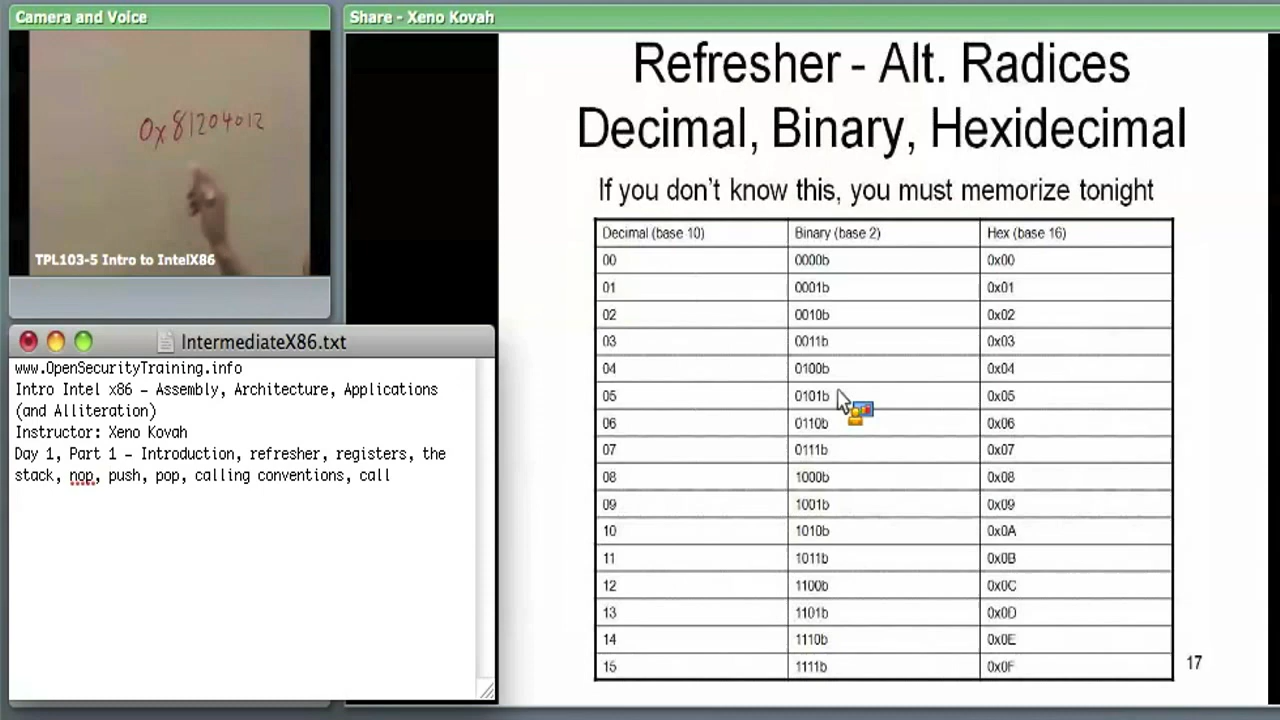 Camera and Voice
0x81204012
TPL103-5 Intro to IntelX86
IntermediateX86.txt
www.OpenSecurityTraining.info
Intro Intel x86 – Assembly, Architecture, Applications
(and Alliteration)
Instructor: Xeno Kovah
Day 1, Part 1 – Introduction, refresher, registers, the
stack, nop, push, pop, calling conventions, call
Share - Xeno Kovah
Refresher - Alt. Radices
Decimal, Binary, Hexidecimal
If you don't know this, you must memorize tonight
Decimal (base 10) Binary (base 2) Hex (base 16)
00 0000b 0x00
01 0001b 0x01
02 0010b 0x02
03 0011b 0x03
04 0100b 0x04
05 0101b 0x05
06 0110b 0x06
07 0111b 0x07
08 1000b 0x08
09 1001b 0x09
10 1010b 0x0A
11 1011b 0x0B
12 1100b 0x0C
13 1101b 0x0D
14 1110b 0x0E
15 1111b 0x0F
17